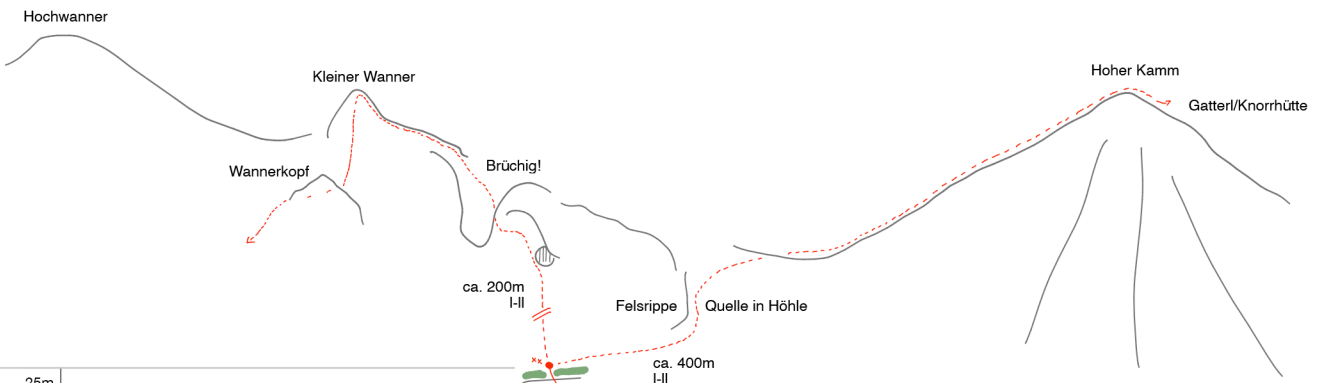 Hochwanner
Kleiner Wanner
Hoher Kamm
Gatterl/Knorrhütte
Wannerkopf
Brüchig!
ca. 200m
I-II
Felsrippe
Quelle in Höhle
ca. 400m
I-II
25m